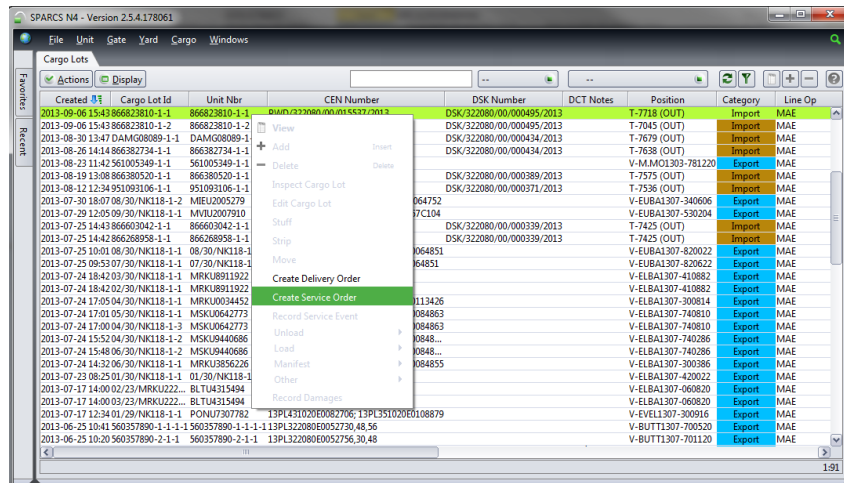 SPARCS N4 - Version 2.5.4.178061
File Unit Gate Yard Cargo Windows
Cargo Lots
Favorites
Recent
Actions Display -- --
Created Cargo Lot Id Unit Nbr CEN Number DSK Number DCT Notes Position Category Line Op
2013-09-06 15:43 866823810-1-1 866823810-1-1 RWD/322080/00/015537/2013 DSK/322080/00/000495/2013 T-7718 (OUT) Import MAE
2013-09-06 15:43 866823810-1-2 866823810-1-2 DSK/322080/00/000495/2013 T-7045 (OUT) Import MAE
2013-08-30 13:47 DAMG08089-1-1 DAMG08089-1- DSK/322080/00/000434/2013 T-7679 (OUT) Import MAE
2013-08-26 14:14 866382734-1-1 866382734-1-1 DSK/322080/00/000434/2013 T-7638 (OUT) Import MAE
2013-08-23 11:42 561005349-1-1 561005349-1-1 V-M.MO1303-781220 Export MAE
2013-08-19 13:08 866380520-1-1 866380520-1-1 DSK/322080/00/000389/2013 T-7575 (OUT) Import MAE
2013-08-12 12:34 951093106-1-1 951093106-1-1 DSK/322080/00/000371/2013 T-7536 (OUT) Import MAE
2013-07-30 18:07 08/30/NK118-1-2 MIEU2005279 064752 V-EUBA1307-340606 Export MAE
2013-07-29 12:05 09/30/NK118-1-1 MVIU2007910 57C104 V-EUBA1307-530204 Export MAE
2013-07-25 14:43 866603042-1-1 866603042-1-1 DSK/322080/00/000339/2013 T-7425 (OUT) Import MAE
2013-07-25 14:42 866268958-1-1 866268958-1-1 DSK/322080/00/000339/2013 T-7425 (OUT) Import MAE
2013-07-25 10:01 08/30/NK118-1-1 08/30/NK118-1 0064851 V-EUBA1307-820022 Export MAE
2013-07-25 09:53 07/30/NK118-1-1 07/30/NK118-1 064851 V-EUBA1307-820622 Export MAE
2013-07-24 18:42 03/30/NK118-1-1 MRKU8911922 V-ELBA1307-410882 Export MAE
2013-07-24 18:42 02/30/NK118-1-1 MRKU8911922 V-ELBA1307-410882 Export MAE
2013-07-24 17:05 04/30/NK118-1-1 MRKU0034452 0113426 V-ELBA1307-300814 Export MAE
2013-07-24 17:01 05/30/NK118-1-1 MSKU0642773 0084863 V-ELBA1307-740810 Export MAE
2013-07-24 17:00 04/30/NK118-1-3 MSKU0642773 0084863 V-ELBA1307-740810 Export MAE
2013-07-24 15:52 04/30/NK118-1-2 MSKU9440686 0848... V-ELBA1307-740286 Export MAE
2013-07-24 15:48 06/30/NK118-1-2 MSKU9440686 0848... V-ELBA1307-740286 Export MAE
2013-07-24 14:32 06/30/NK118-1-1 MRKU3856226 0084855 V-ELBA1307-300386 Export MAE
2013-07-23 08:25 01/30/NK118-1-1 01/30/NK118-1 V-ELBA1307-420022 Export MAE
2013-07-17 14:00 02/23/MRKU222... BLTU4315494 V-ELBA1307-060820 Export MAE
2013-07-17 14:00 03/23/MRKU222... BLTU4315494 V-ELBA1307-060820 Export MAE
2013-07-17 12:34 01/29/NK118-1-1 PONU7307782 13PL431020E0082706; 13PL351020E0108879 V-EVEL1307-300916 Export MAE
2013-06-25 10:41 560357890-1-1-1 560357890-1-1-1 13PL322080E0052730,48,56 V-BUTT1307-700520 Export MAE
2013-06-25 10:20 560357890-2-1-1 560357890-2-1-1 13PL322080E0052756,30,48 V-BUTT1307-701120 Export MAE
View
Add Insert
Delete Delete
Inspect Cargo Lot
Edit Cargo Lot
Stuff
Strip
Move
Create Delivery Order
Create Service Order
Record Service Event
Unload
Load
Manifest
Other
Record Damages
1:91